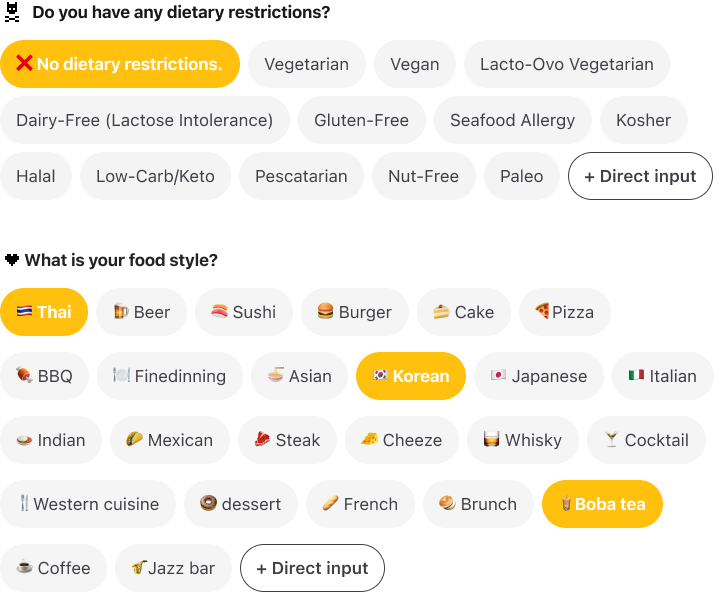 Do you have any dietary restrictions?
No dietary restrictions. Vegetarian Vegan Lacto-Ovo Vegetarian
Dairy-Free (Lactose Intolerance) Gluten-Free Seafood Allergy Kosher
Halal Low-Carb/Keto Pescatarian Nut-Free Paleo + Direct input
What is your food style?
Thai Beer Sushi Burger Cake Pizza
BBQ Finedinning Asian Korean Japanese Italian
Indian Mexican Steak Cheeze Whisky Cocktail
Western cuisine dessert French Brunch Boba tea
Coffee Jazz bar + Direct input